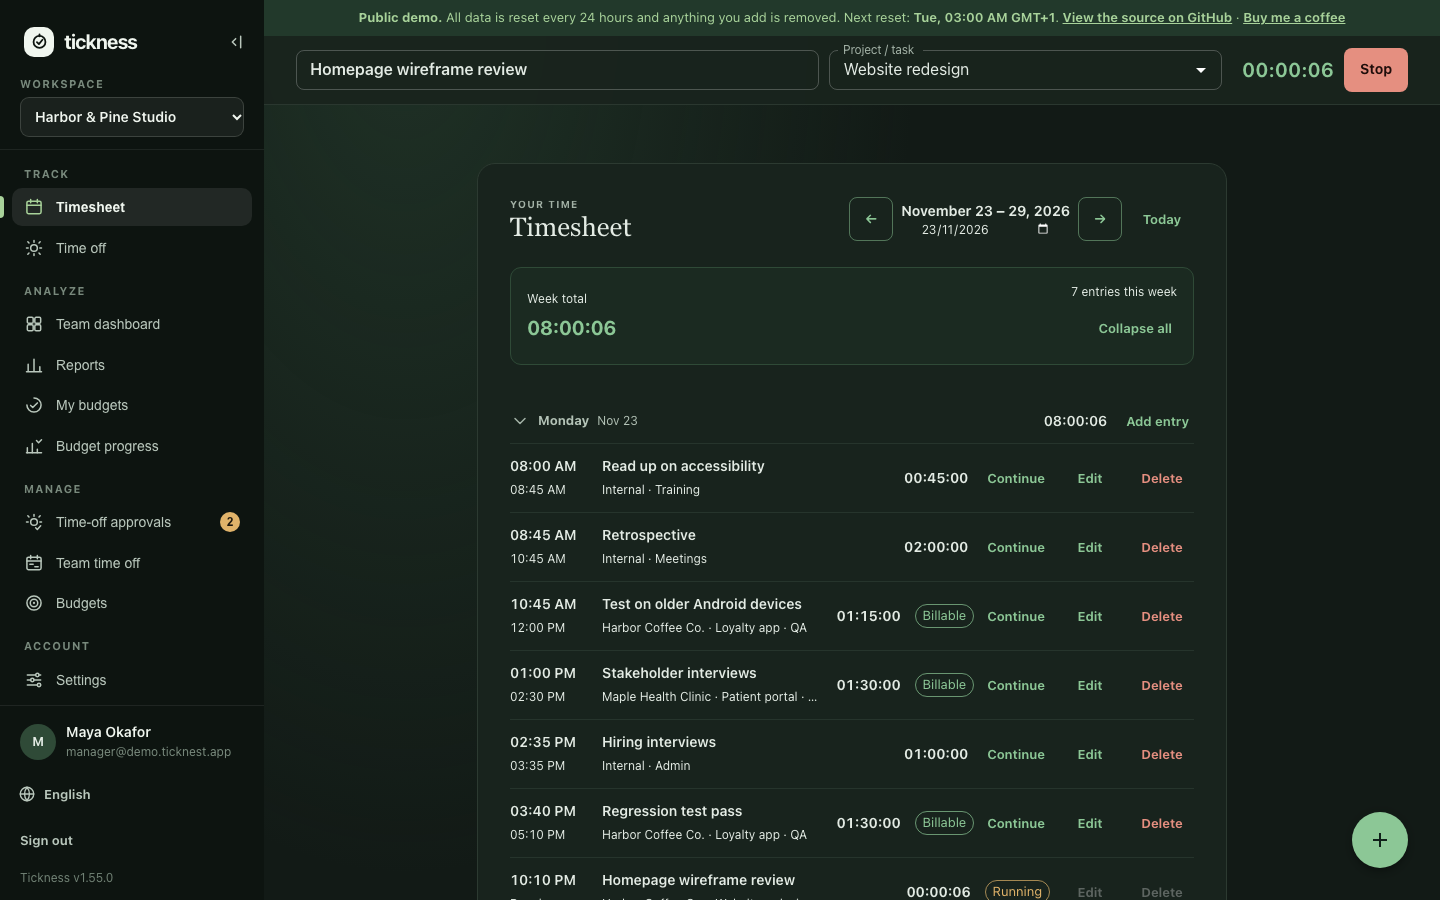 Public demo. All data is reset every 24 hours and anything you add is removed. Next reset: Tue, 03:00 AM GMT+1. View the source on GitHub · Buy me a coffee
tickness
WORKSPACE
Harbor & Pine Studio
TRACK
Timesheet
Time off
ANALYZE
Team dashboard
Reports
My budgets
Budget progress
MANAGE
Time-off approvals 2
Team time off
Budgets
ACCOUNT
Settings
M
Maya Okafor
manager@demo.ticknest.app
English
Sign out
Tickness v1.55.0
Homepage wireframe review
Project / task
Website redesign
00:00:06 Stop
YOUR TIME
Timesheet
November 23 – 29, 2026
23/11/2026
Today
Week total
08:00:06
7 entries this week
Collapse all
Monday Nov 23 08:00:06 Add entry
08:00 AM Read up on accessibility 00:45:00 Continue Edit Delete
08:45 AM Internal · Training
08:45 AM Retrospective 02:00:00 Continue Edit Delete
10:45 AM Internal · Meetings
10:45 AM Test on older Android devices 01:15:00 Billable Continue Edit Delete
12:00 PM Harbor Coffee Co. · Loyalty app · QA
01:00 PM Stakeholder interviews 01:30:00 Billable Continue Edit Delete
02:30 PM Maple Health Clinic · Patient portal · ...
02:35 PM Hiring interviews 01:00:00 Continue Edit Delete
03:35 PM Internal · Admin
03:40 PM Regression test pass 01:30:00 Billable Continue Edit Delete
05:10 PM Harbor Coffee Co. · Loyalty app · QA
10:10 PM Homepage wireframe review 00:00:06 Running Edit Delete